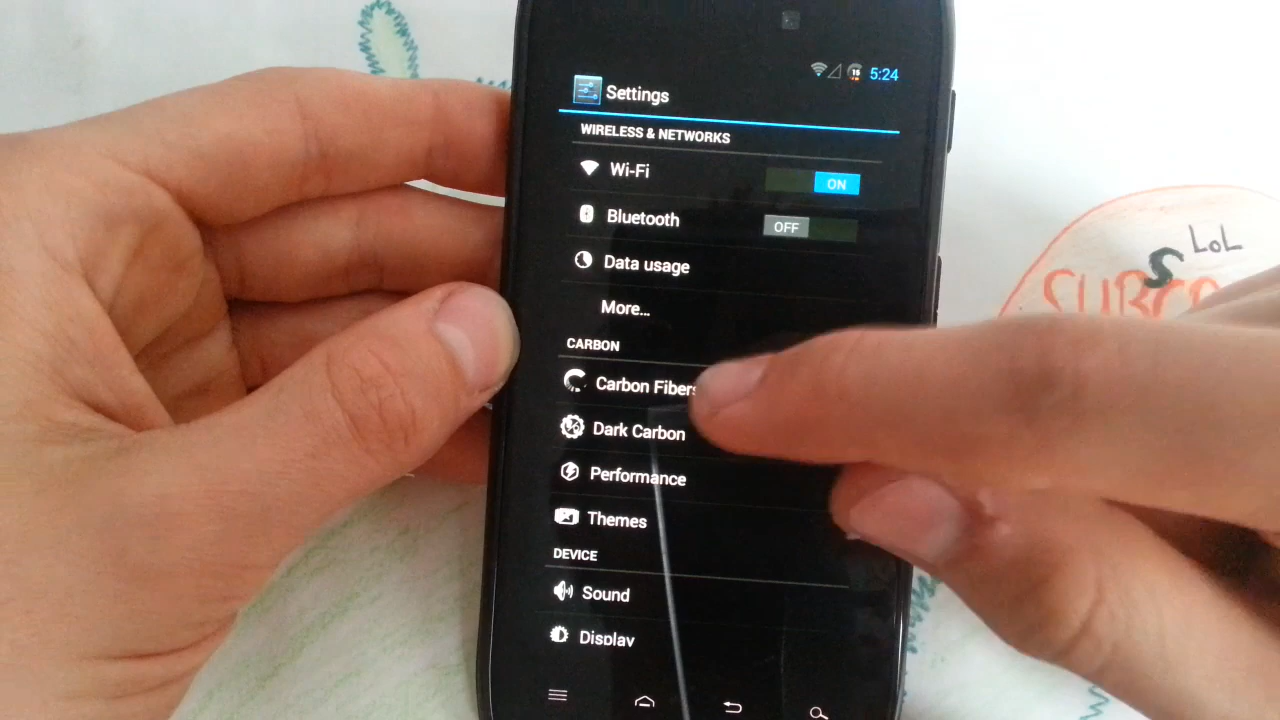 5:24
Settings
WIRELESS & NETWORKS
Wi-Fi
ON
Bluetooth
OFF
Data usage
More...
CARBON
Carbon Fibers
Dark Carbon
Performance
Themes
DEVICE
Sound
Display
LoL
S